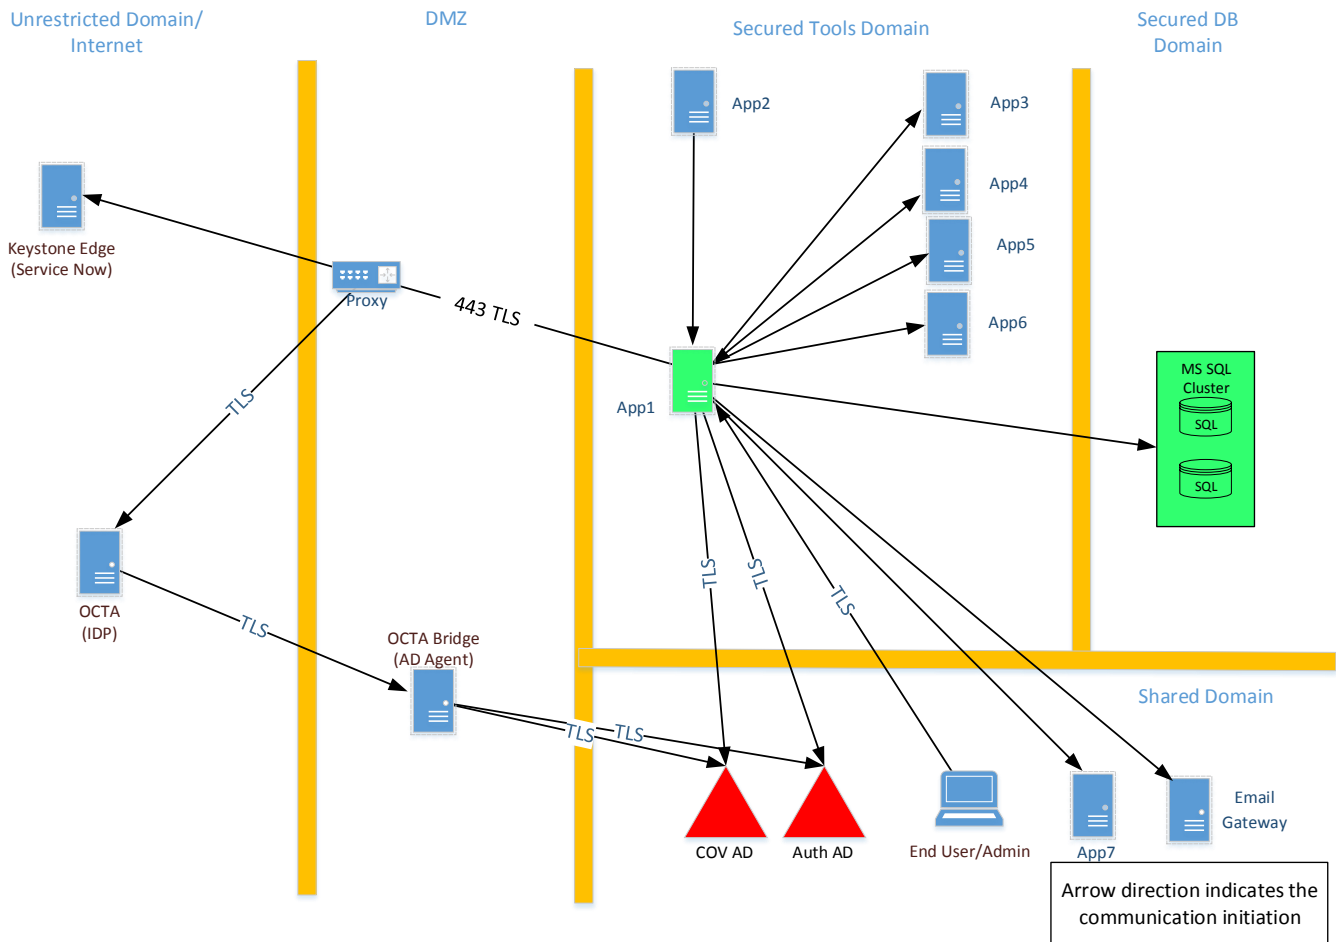 Unrestricted Domain/
Internet
DMZ
Secured Tools Domain
Secured DB
Domain
App2
App3
App4
App5
App6
Keystone Edge
(Service Now)
Proxy
443 TLS
App1
MS SQL
Cluster
SQL
SQL
TLS
OCTA
(IDP)
TLS
TLS
TLS
TLS
OCTA Bridge
(AD Agent)
TLS
TLS
Shared Domain
COV AD
Auth AD
End User/Admin
App7
Email
Gateway
Arrow direction indicates the
communication initiation